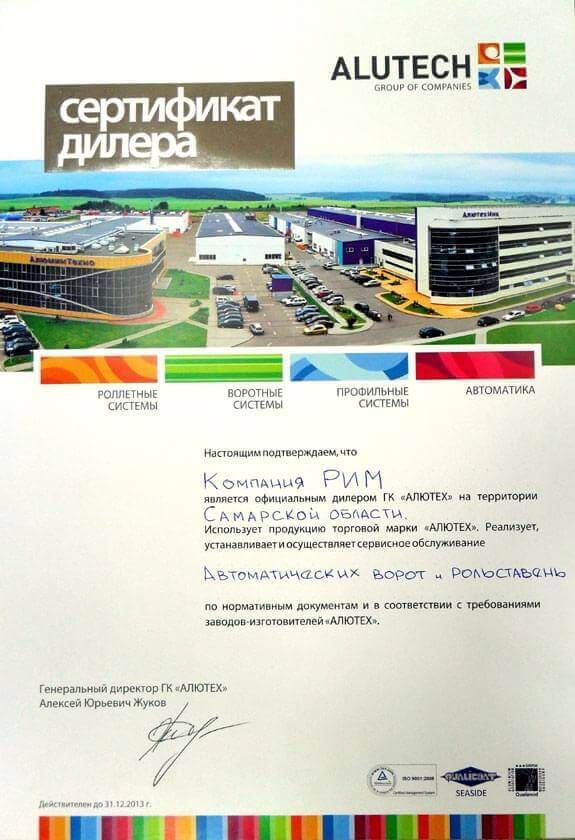 ALUTECH
GROUP OF COMPANIES
сертификат
дилера
АлюминТехно
АлютехИнк
РОЛЛЕТНЫЕ
СИСТЕМЫ
ВОРОТНЫЕ
СИСТЕМЫ
ПРОФИЛЬНЫЕ
СИСТЕМЫ
АВТОМАТИКА
Настоящим подтверждаем, что
Компания РИМ
является официальным дилером ГК «АЛЮТЕХ» на территории
Самарской области.
Использует продукцию торговой марки «АЛЮТЕХ». Реализует,
устанавливает и осуществляет сервисное обслуживание
Автоматических ворот и рольставень
по нормативным документам и в соответствии с требованиями
заводов-изготовителей «АЛЮТЕХ».
Генеральный директор ГК «АЛЮТЕХ»
Алексей Юрьевич Жуков
ISO 9001:2008
QUALICOAT
SEASIDE
Qualanod
Действителен до 31.12.2013 г.